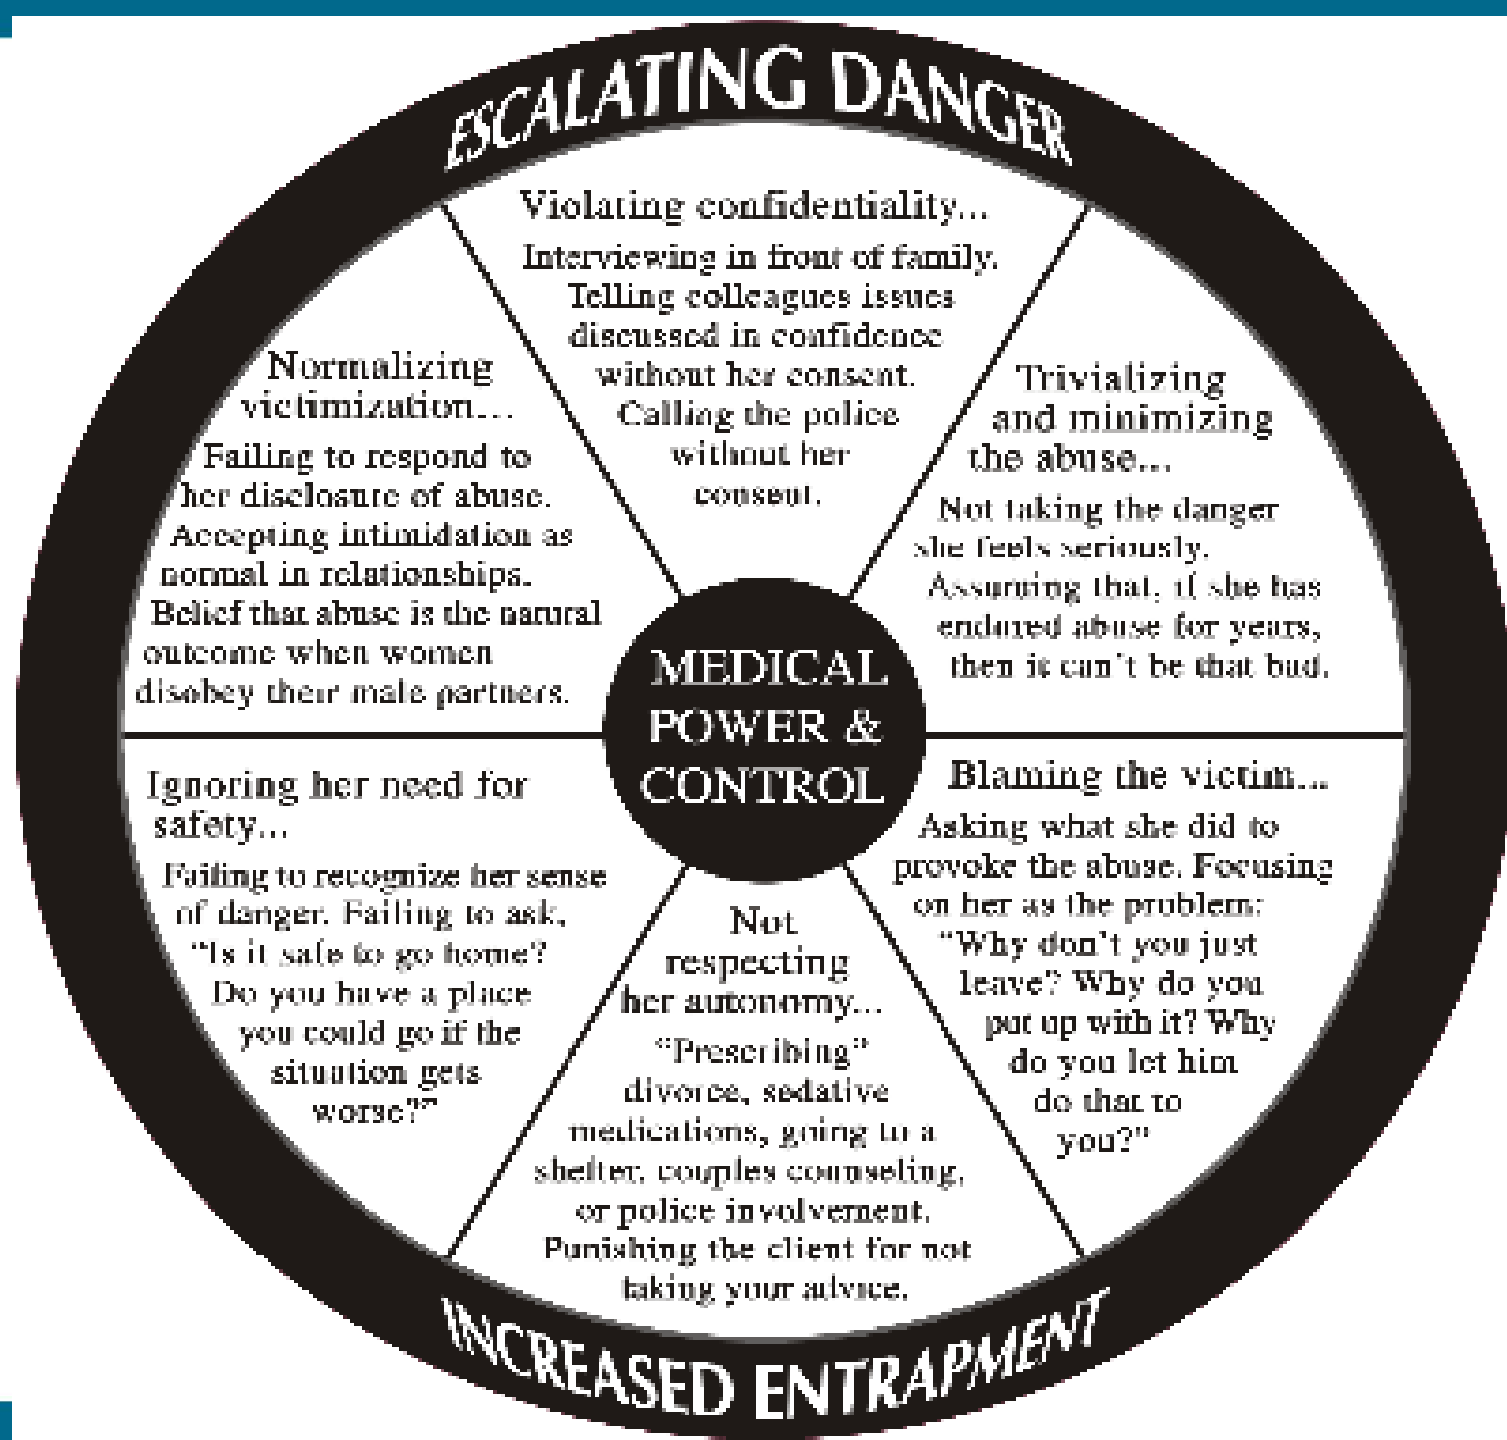 ESCALATING DANGER
Violating confidentiality...
Interviewing in front of family.
Telling colleagues issues
discussed in confidence
without her consent.
Calling the police
without her
consent.
Trivializing
and minimizing
the abuse...
Not taking the danger
she feels seriously.
Assuming that, if she has
endured abuse for years,
then it can't be that bad.
Blaming the victim...
Asking what she did to
provoke the abuse. Focusing
on her as the problem:
"Why don't you just
leave? Why do you
put up with it? Why
do you let him
do that to
you?"
Not
respecting
her autonomy...
"Prescribing"
divorce, sedative
medications, going to a
shelter, couples counseling,
or police involvement.
Punishing the client for not
taking your advice.
Ignoring her need for
safety...
Failing to recognize her sense
of danger. Failing to ask,
"Is it safe to go home?
Do you have a place
you could go if the
situation gets
worse?"
Normalizing
victimization...
Failing to respond to
her disclosure of abuse.
Accepting intimidation as
normal in relationships.
Belief that abuse is the natural
outcome when women
disobey their male partners.
MEDICAL
POWER &
CONTROL
INCREASED ENTRAPMENT